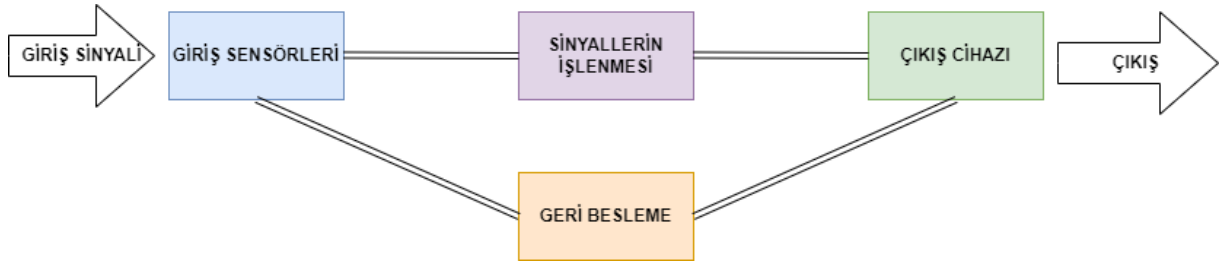 GİRİŞ SİNYALİ
GİRİŞ SENSÖRLERİ
SİNYALLERİN
İŞLENMESİ
ÇIKIŞ CİHAZI
ÇIKIŞ
GERİ BESLEME